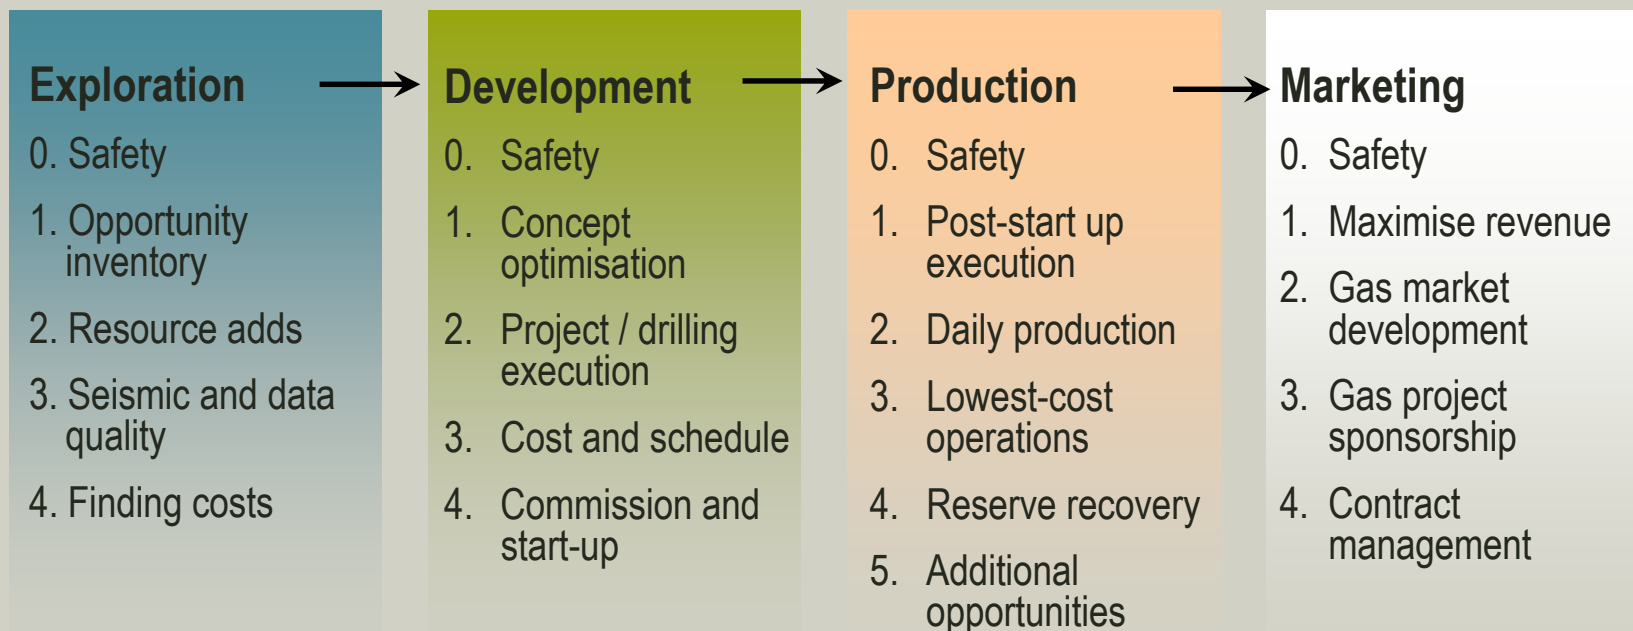 Exploration
0. Safety
1. Opportunity
inventory
2. Resource adds
3. Seismic and data
quality
4. Finding costs
Development
0. Safety
1. Concept
optimisation
2. Project / drilling
execution
3. Cost and schedule
4. Commission and
start-up
Production
0. Safety
1. Post-start up
execution
2. Daily production
3. Lowest-cost
operations
4. Reserve recovery
5. Additional
opportunities
Marketing
0. Safety
1. Maximise revenue
2. Gas market
development
3. Gas project
sponsorship
4. Contract
management